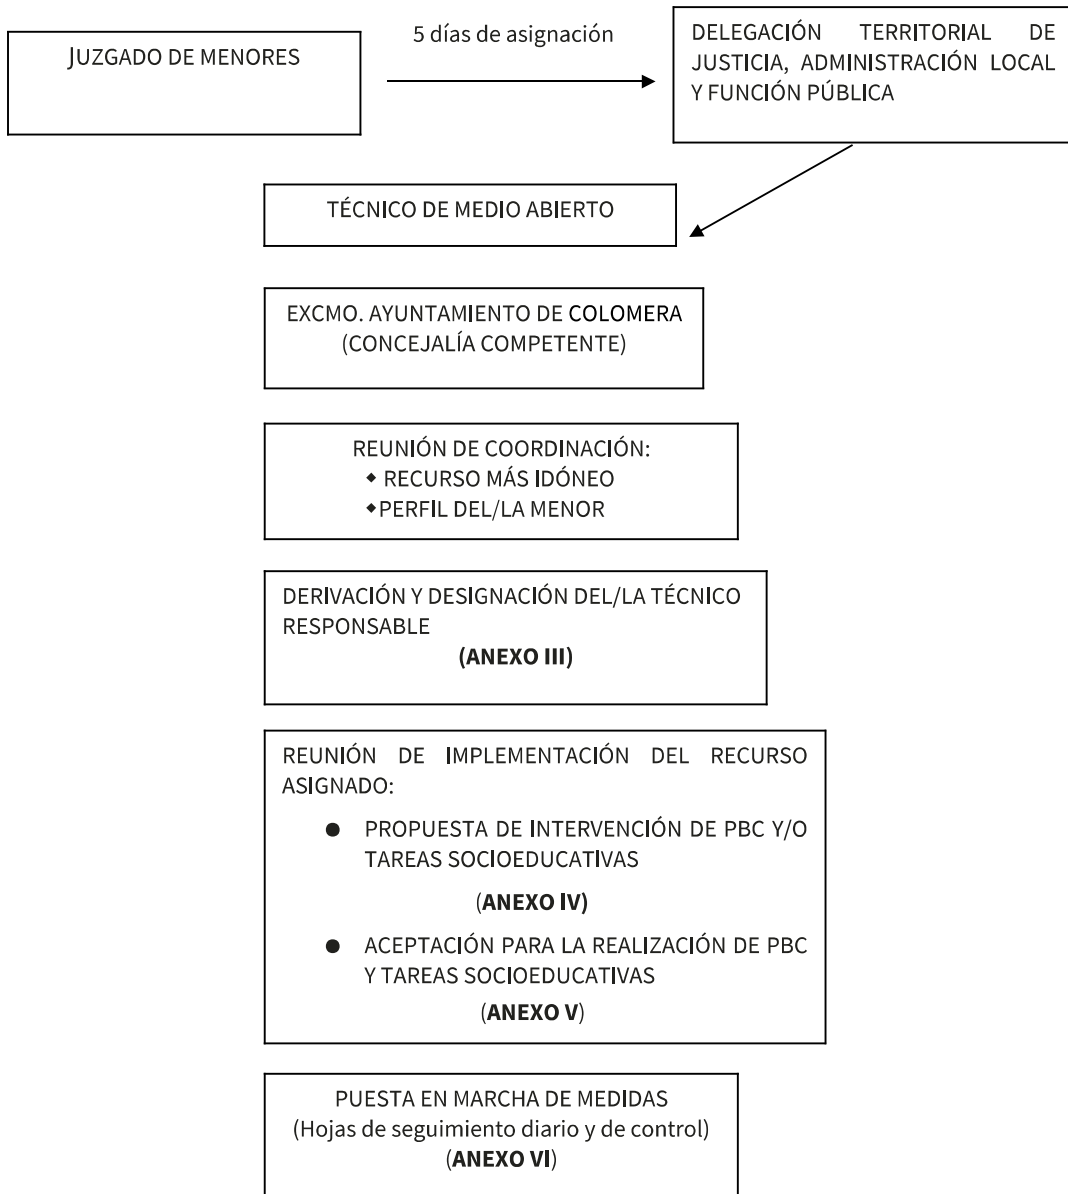 JUZGADO DE MENORES
5 días de asignación
DELEGACIÓN TERRITORIAL DE
JUSTICIA, ADMINISTRACIÓN LOCAL
Y FUNCIÓN PÚBLICA
TÉCNICO DE MEDIO ABIERTO
EXCMO. AYUNTAMIENTO DE COLOMERA
(CONCEJALÍA COMPETENTE)
REUNIÓN DE COORDINACIÓN:
◆ RECURSO MÁS IDÓNEO
◆PERFIL DEL/LA MENOR
DERIVACIÓN Y DESIGNACIÓN DEL/LA TÉCNICO
RESPONSABLE
(ANEXO III)
REUNIÓN DE IMPLEMENTACIÓN DEL RECURSO
ASIGNADO:
● PROPUESTA DE INTERVENCIÓN DE PBC Y/O
TAREAS SOCIOEDUCATIVAS
(ANEXO IV)
● ACEPTACIÓN PARA LA REALIZACIÓN DE PBC
Y TAREAS SOCIOEDUCATIVAS
(ANEXO V)
PUESTA EN MARCHA DE MEDIDAS
(Hojas de seguimiento diario y de control)
(ANEXO VI)